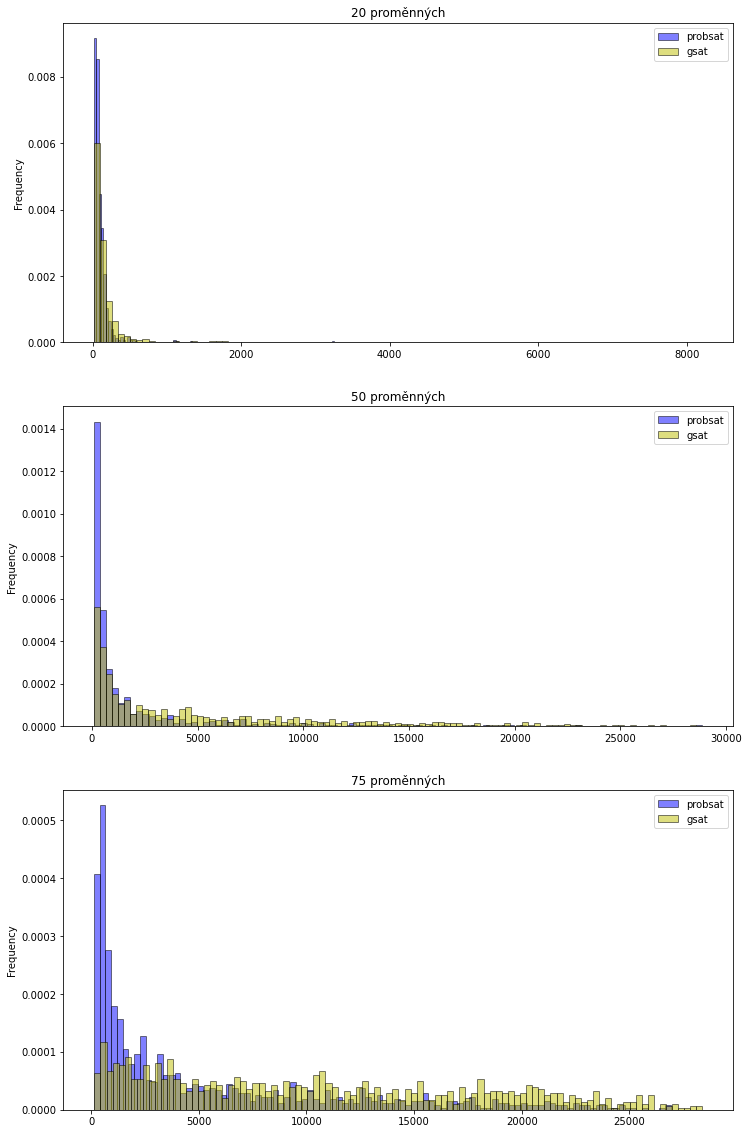 20 proměnných
probsat
gsat
Frequency
0.008
0.006
0.004
0.002
0.000
0 2000 4000 6000 8000
50 proměnných
probsat
gsat
Frequency
0.0014
0.0012
0.0010
0.0008
0.0006
0.0004
0.0002
0.0000
0 5000 10000 15000 20000 25000 30000
75 proměnných
probsat
gsat
Frequency
0.0005
0.0004
0.0003
0.0002
0.0001
0.0000
0 5000 10000 15000 20000 25000